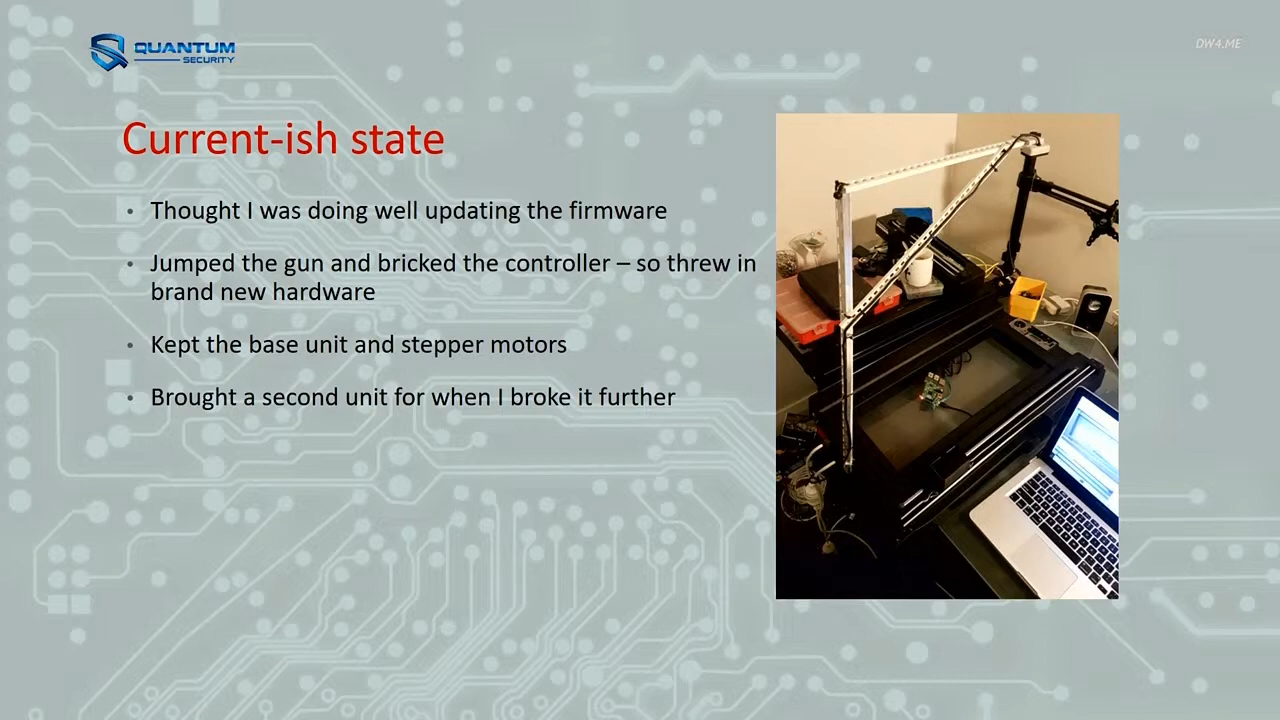 QUANTUM
SECURITY
DW4.ME
Current-ish state
• Thought I was doing well updating the firmware
• Jumped the gun and bricked the controller – so threw in
brand new hardware
• Kept the base unit and stepper motors
• Brought a second unit for when I broke it further